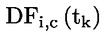 DF_{i,c} (t_k)